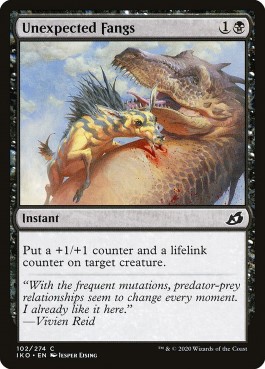 Unexpected Fangs 1
Instant
Put a +1/+1 counter and a lifelink
counter on target creature.
“With the frequent mutations, predator-prey
relationships seem to change every moment.
I already like it here.”
—Vivien Reid
102/274 C
IKO • EN Jesper Ejsing
™ & © 2020 Wizards of the Coast